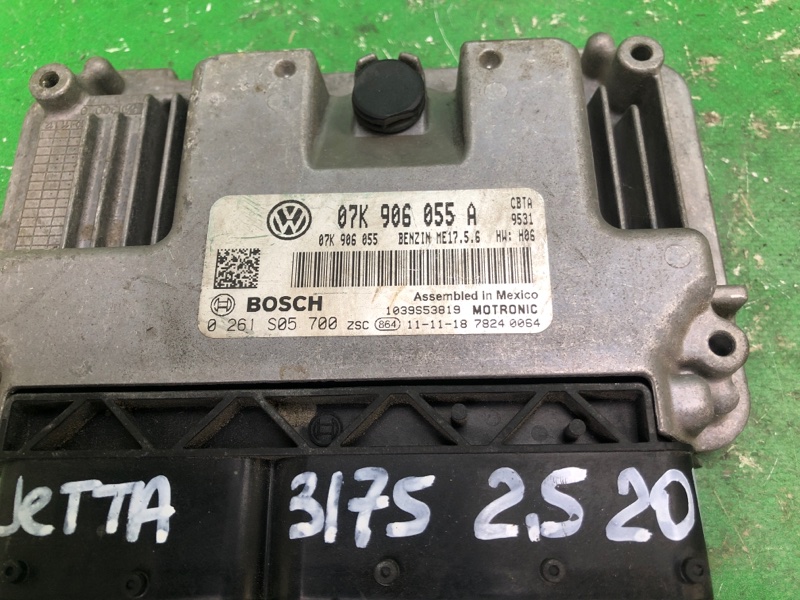 07K 906 055 A
CBTA
9531
07K 906 055 BENZIN ME17.5.6 HW: H06
BOSCH
Assembled in Mexico
1039S53819 MOTRONIC
0 261 S05 700 ZSC 864 11-11-18 7824 0064
JETTA 3175 2,5 20